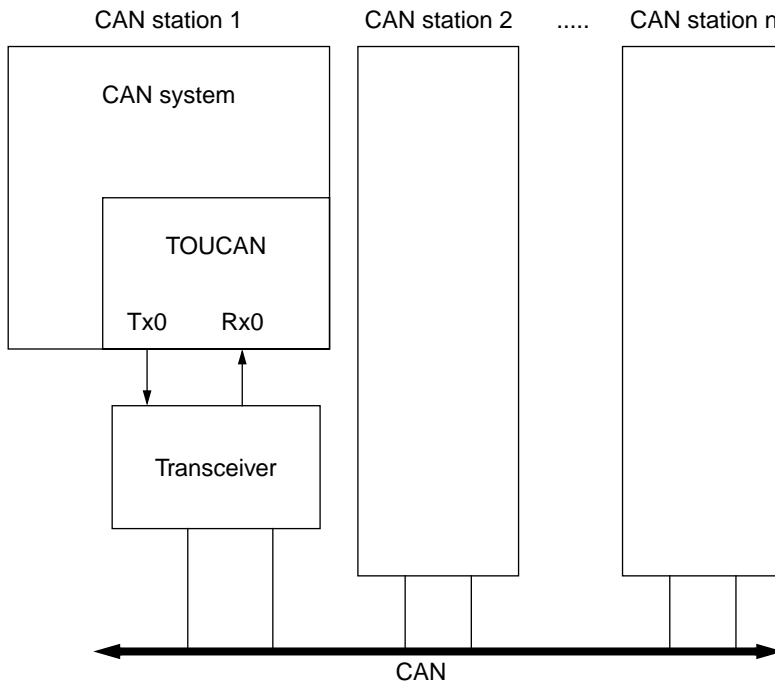 CAN station 1
CAN station 2
.....
CAN station n
CAN system
TOUCAN
Tx0
Rx0
Transceiver
CAN